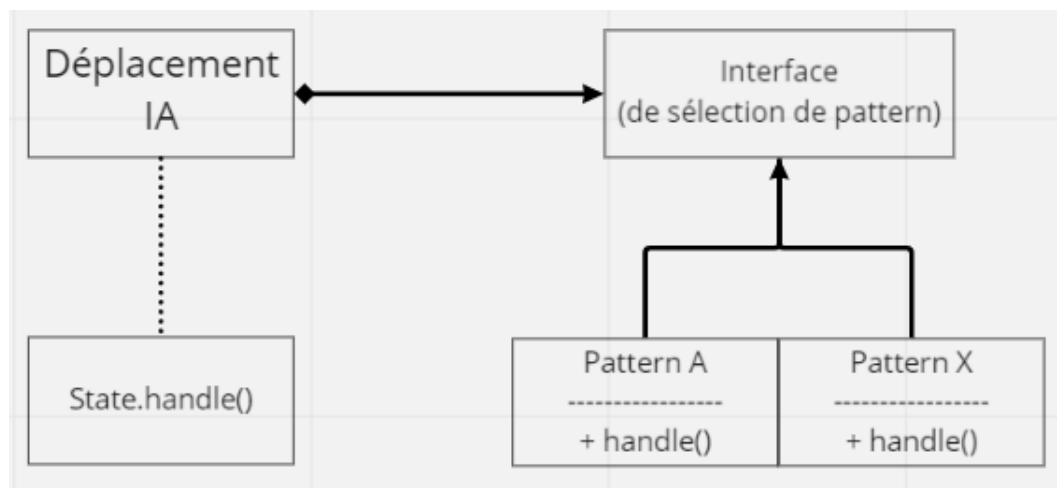 Déplacement
IA
Interface
(de sélection de pattern)
State.handle()
Pattern A
-----------------
+ handle()
Pattern X
-----------------
+ handle()